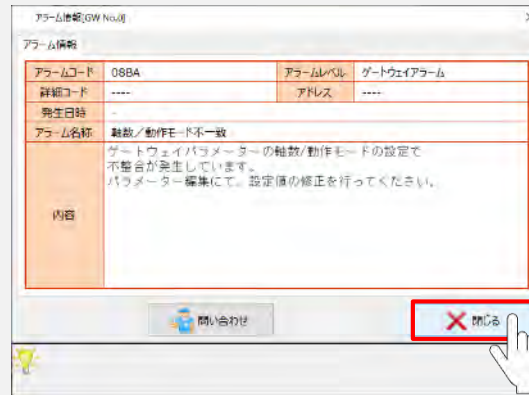 アラーム情報[GW No.0]
アラーム情報
アラームコード 08BA アラームレベル ゲートウェイアラーム
詳細コード ---- アドレス ----
発生日時 -
アラーム名称 軸数／動作モード不一致
内容
ゲートウェイパラメーターの軸数/動作モードの設定で
不整合が発生しています。
パラメーター編集にて、設定値の修正を行ってください。
問い合わせ 閉じる